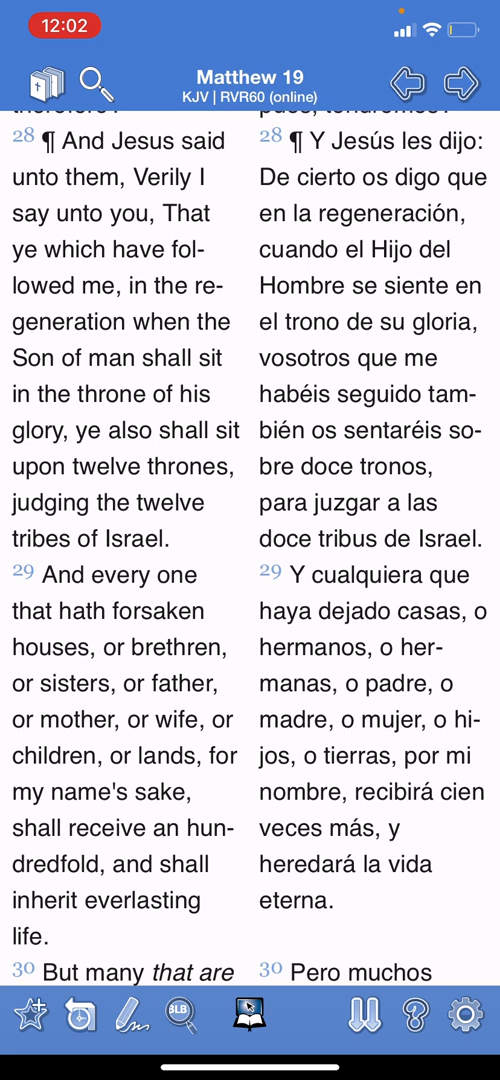 12:02
Matthew 19
KJV | RVR60 (online)
28 ¶ And Jesus said
unto them, Verily I
say unto you, That
ye which have fol-
lowed me, in the re-
generation when the
Son of man shall sit
in the throne of his
glory, ye also shall sit
upon twelve thrones,
judging the twelve
tribes of Israel.
29 And every one
that hath forsaken
houses, or brethren,
or sisters, or father,
or mother, or wife, or
children, or lands, for
my name's sake,
shall receive an hun-
dredfold, and shall
inherit everlasting
life.
30 But many that are
28 ¶ Y Jesús les dijo:
De cierto os digo que
en la regeneración,
cuando el Hijo del
Hombre se siente en
el trono de su gloria,
vosotros que me
habéis seguido tam-
bién os sentaréis so-
bre doce tronos,
para juzgar a las
doce tribus de Israel.
29 Y cualquiera que
haya dejado casas, o
hermanos, o her-
manas, o padre, o
madre, o mujer, o hi-
jos, o tierras, por mi
nombre, recibirá cien
veces más, y
heredará la vida
eterna.
30 Pero muchos
BLB